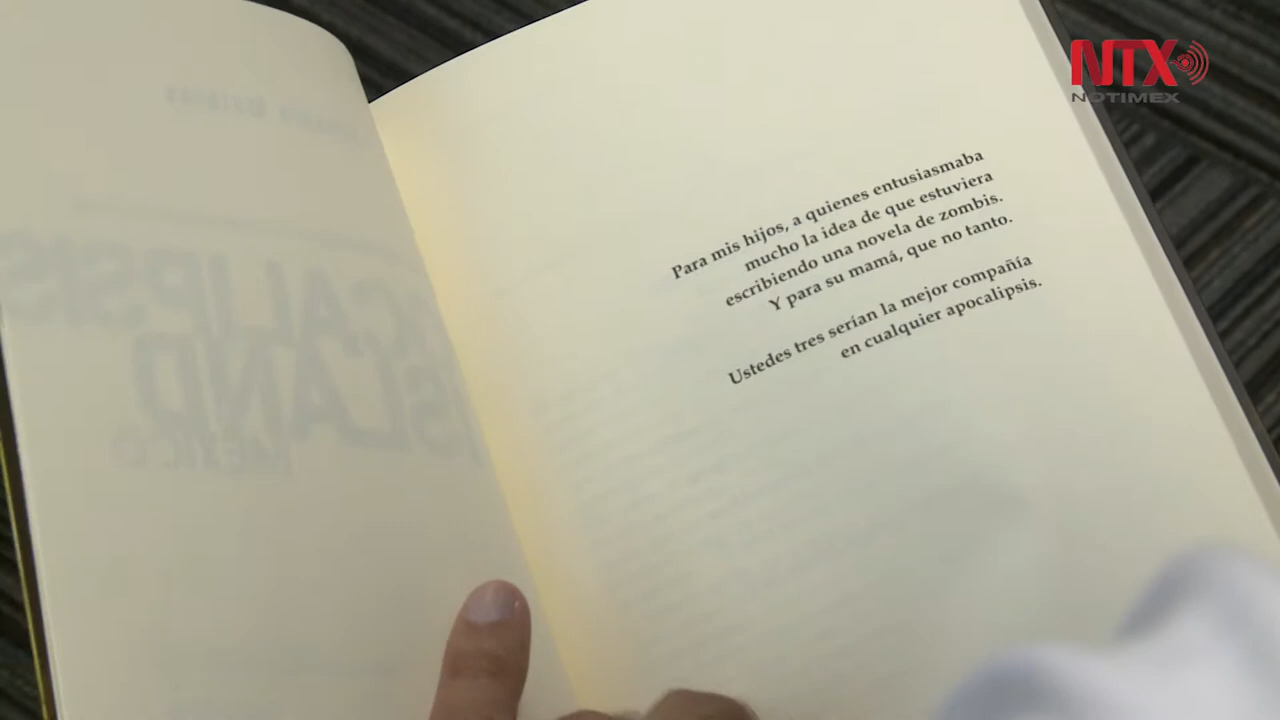 NTX
NOTIMEX
Para mis hijos, a quienes entusiasmaba
mucho la idea de que estuviera
escribiendo una novela de zombis.
Y para su mamá, que no tanto.
Ustedes tres serían la mejor compañía
en cualquier apocalipsis.